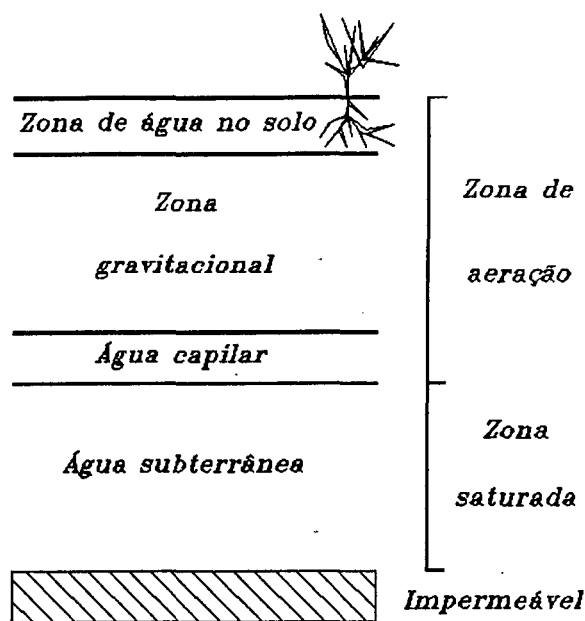 Zona de água no solo
Zona
gravitacional
Água capilar
Água subterrânea
Zona de
aeração
Zona
saturada
Impermeável